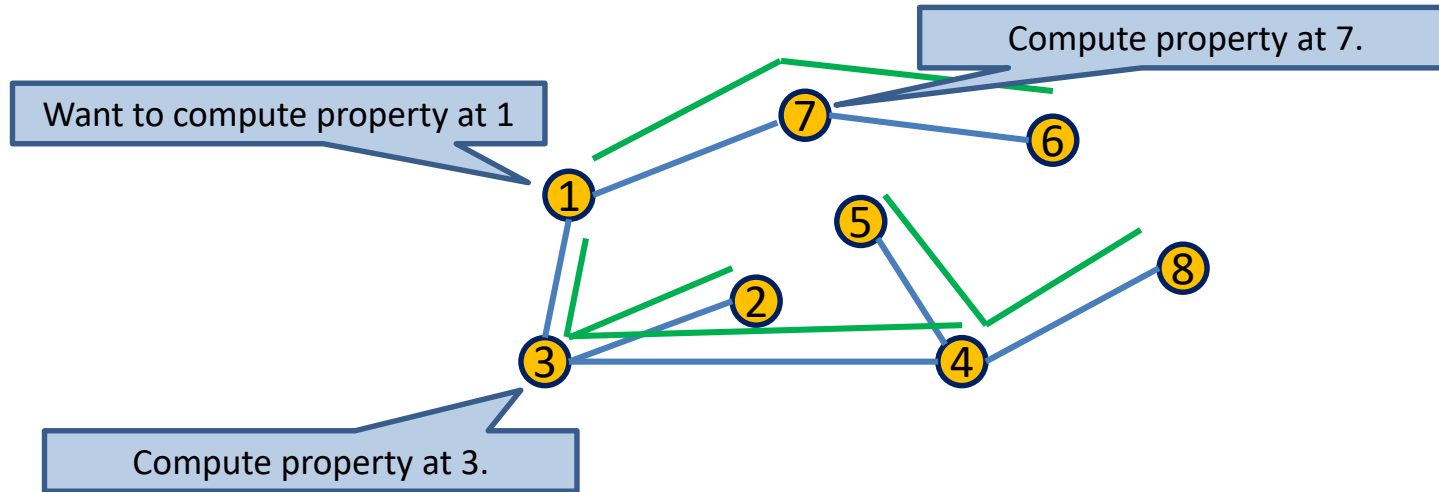 Compute property at 7.
Want to compute property at 1
7
6
1
5
8
2
3
4
Compute property at 3.